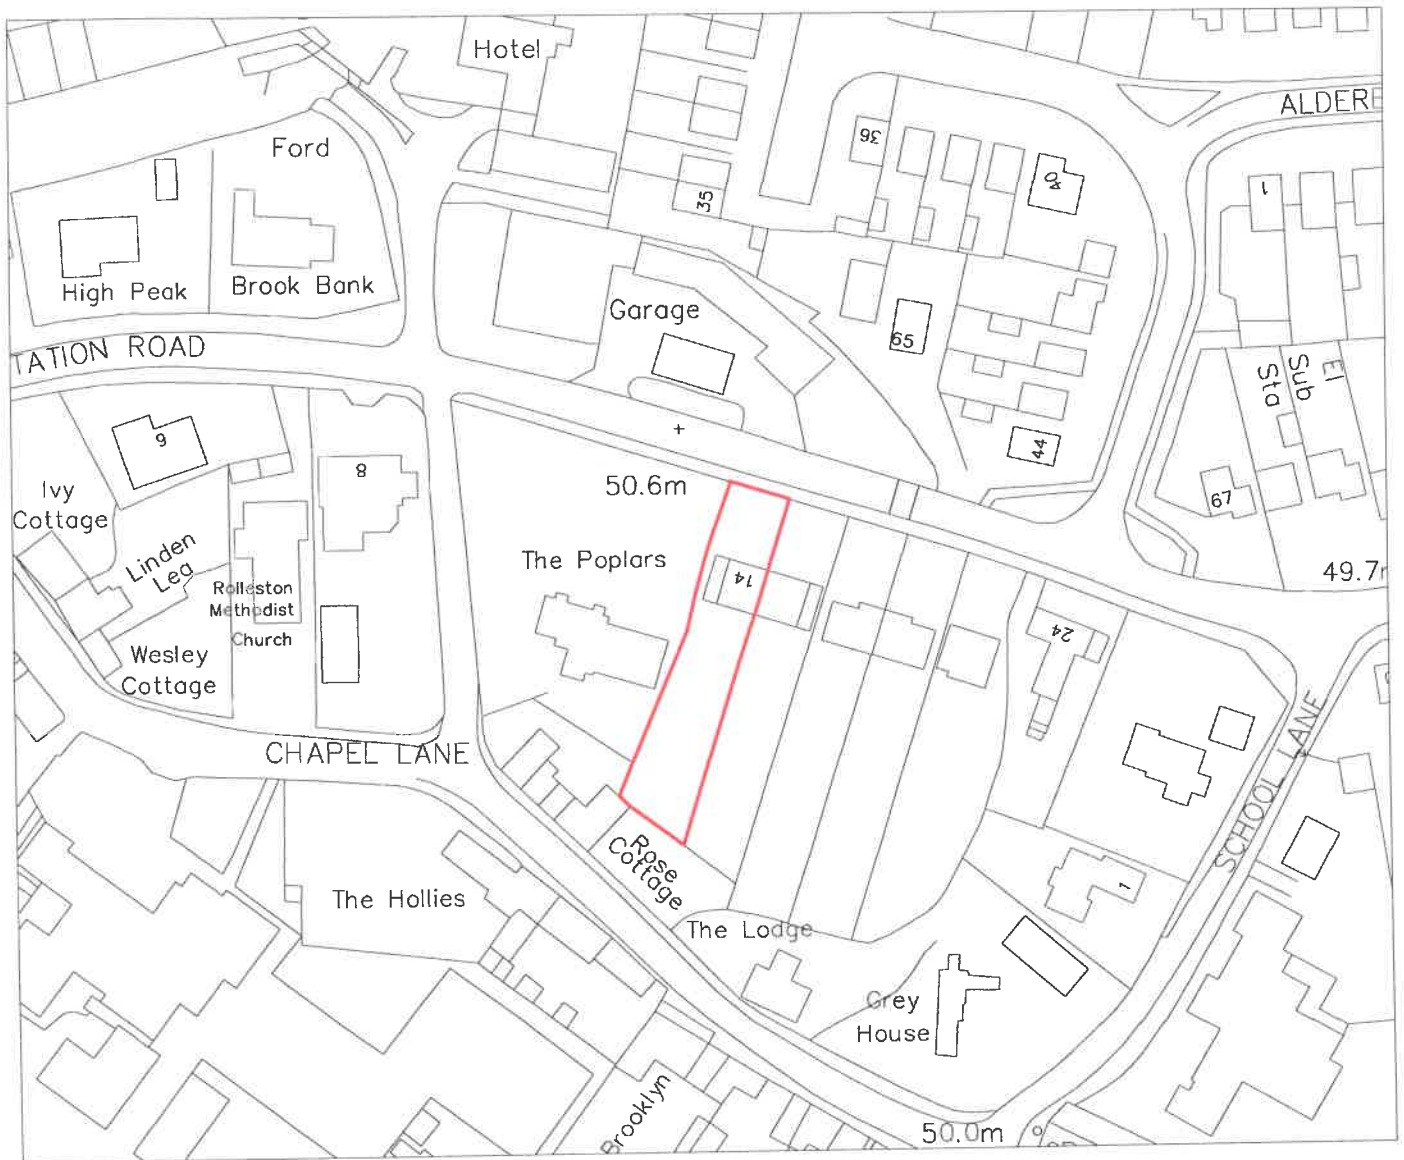 Hotel
ALDERE
Ford
36
40
35
1
High Peak
Brook Bank
Garage
65
TATION ROAD
El
Sub
Sta
9
8
44
50.6m
67
Ivy
Cottage
Linden
Lea
The Poplars
14
49.7m
Rolleston
Methodist
Church
24
Wesley
Cottage
CHAPEL LANE
SCHOOL LANE
Rose
Cottage
1
The Hollies
The Lodge
Grey
House
Brooklyn
50.0m